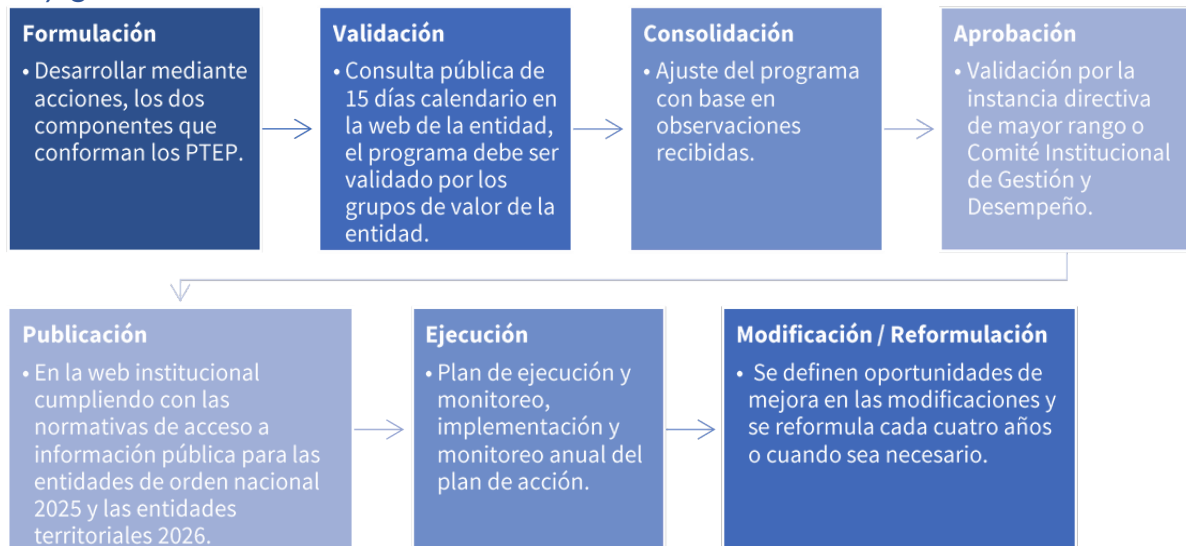 Formulación
• Desarrollar mediante
acciones, los dos
componentes que
conforman los PTEP.
Validación
• Consulta pública de
15 días calendario en
la web de la entidad,
el programa debe ser
validado por los
grupos de valor de la
entidad.
Consolidación
• Ajuste del programa
con base en
observaciones
recibidas.
Aprobación
• Validación por la
instancia directiva
de mayor rango o
Comité Institucional
de Gestión y
Desempeño.
Publicación
• En la web institucional
cumpliendo con las
normativas de acceso a
información pública para las
entidades de orden nacional
2025 y las entidades
territoriales 2026.
Ejecución
• Plan de ejecución y
monitoreo,
implementación y
monitoreo anual del
plan de acción.
Modificación / Reformulación
• Se definen oportunidades de
mejora en las modificaciones y
se reformula cada cuatro años
o cuando sea necesario.